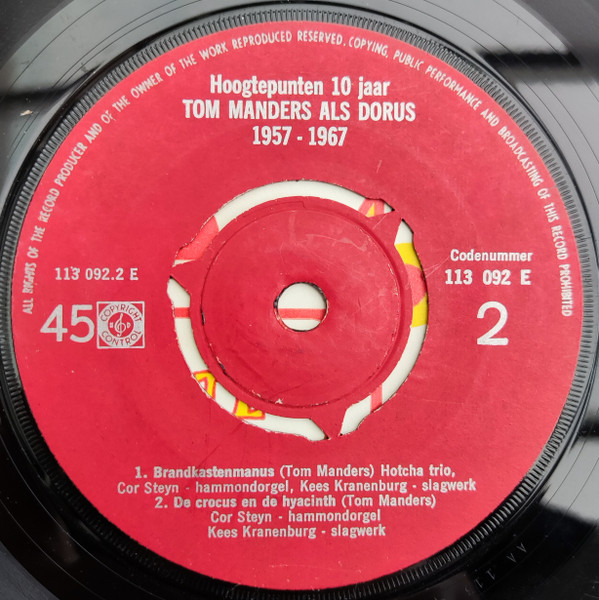 ALL RIGHTS OF THE RECORD PRODUCER AND OF THE OWNER OF THE WORK REPRODUCED RESERVED. COPYING, PUBLIC PERFORMANCE AND BROADCASTING OF THIS RECORD PROHIBITED
Hoogtepunten 10 jaar
TOM MANDERS ALS DORUS
1957 - 1967
113 092.2 E
Codenummer
113 092 E
45
COPYRIGHT
CONTROL
2
1. Brandkastenmanus (Tom Manders) Hotcha trio,
Cor Steyn - hammondorgel, Kees Kranenburg - slagwerk
2. De crocus en de hyacinth (Tom Manders)
Cor Steyn - hammondorgel
Kees Kranenburg - slagwerk